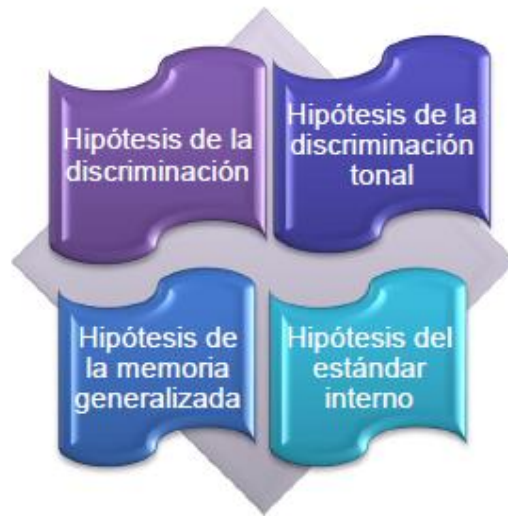 Hipótesis de la
discriminación
Hipótesis de la
discriminación
tonal
Hipótesis de
la memoria
generalizada
Hipótesis del
estándar
interno